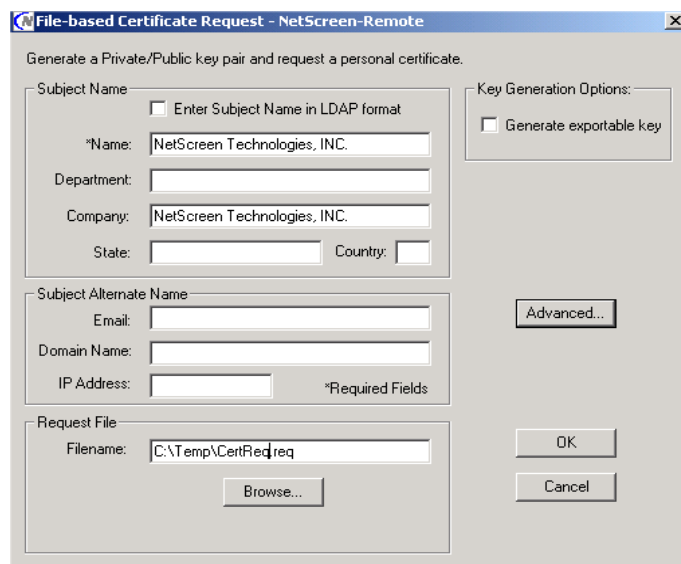 File-based Certificate Request - NetScreen-Remote
Generate a Private/Public key pair and request a personal certificate.
Subject Name
Enter Subject Name in LDAP format
*Name: NetScreen Technologies, INC.
Department:
Company: NetScreen Technologies, INC.
State: Country:
Key Generation Options:
Generate exportable key
Subject Alternate Name
Email:
Domain Name:
IP Address: *Required Fields
Advanced...
Request File
Filename: C:\Temp\CertReq.req
Browse...
OK
Cancel